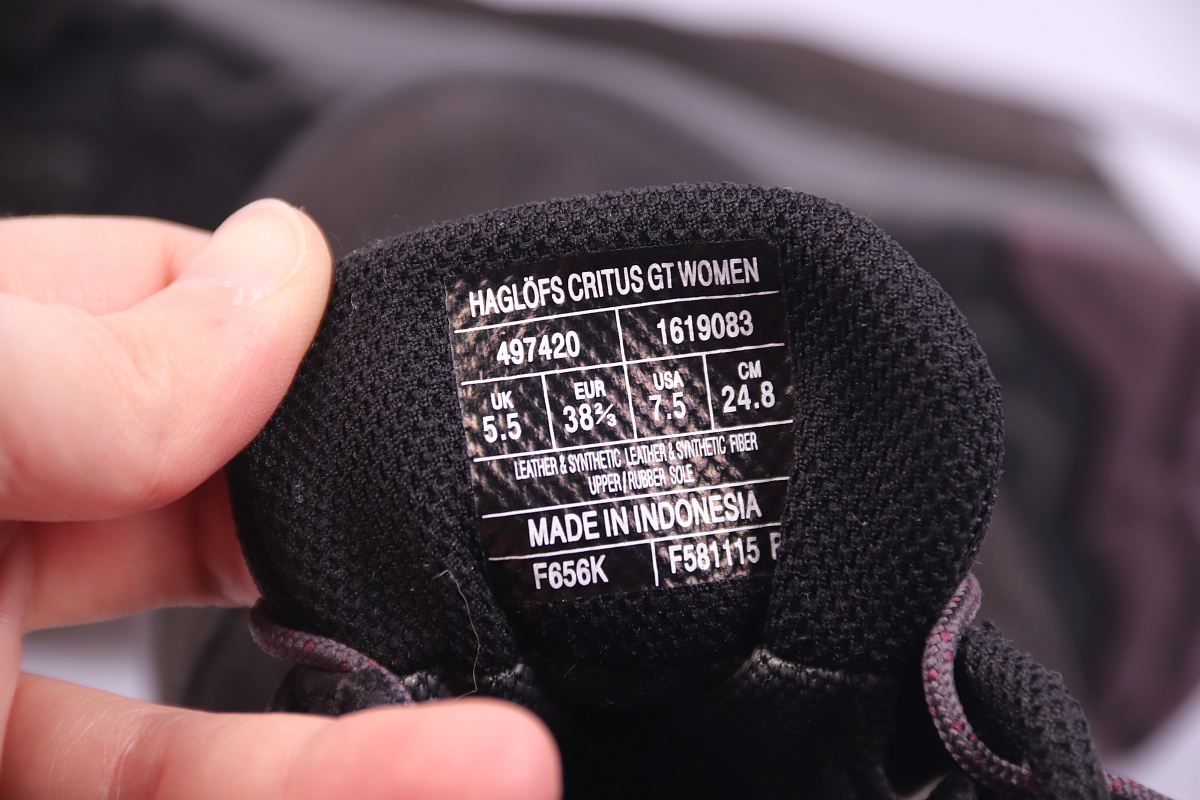 HAGLÖFS CRITUS GT WOMEN
497420 1619083
UK EUR USA CM
5.5 38⅔ 7.5 24.8
LEATHER & SYNTHETIC LEATHER & SYNTHETIC FIBER
UPPER / RUBBER SOLE
MADE IN INDONESIA
F656K F581115